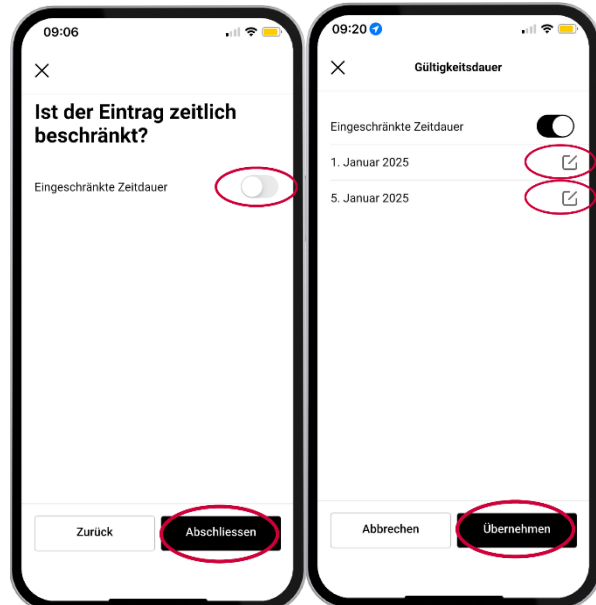 09:06
Ist der Eintrag zeitlich
beschränkt?
Eingeschränkte Zeitdauer
Zurück
Abschliessen
09:20
Gültigkeitsdauer
Eingeschränkte Zeitdauer
1. Januar 2025
5. Januar 2025
Abbrechen
Übernehmen